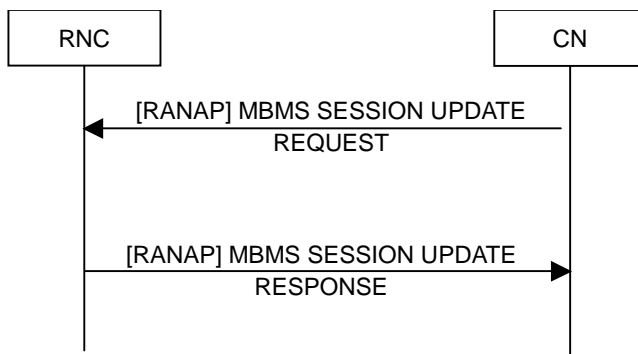 RNC
CN
[RANAP] MBMS SESSION UPDATE
REQUEST
[RANAP] MBMS SESSION UPDATE
RESPONSE